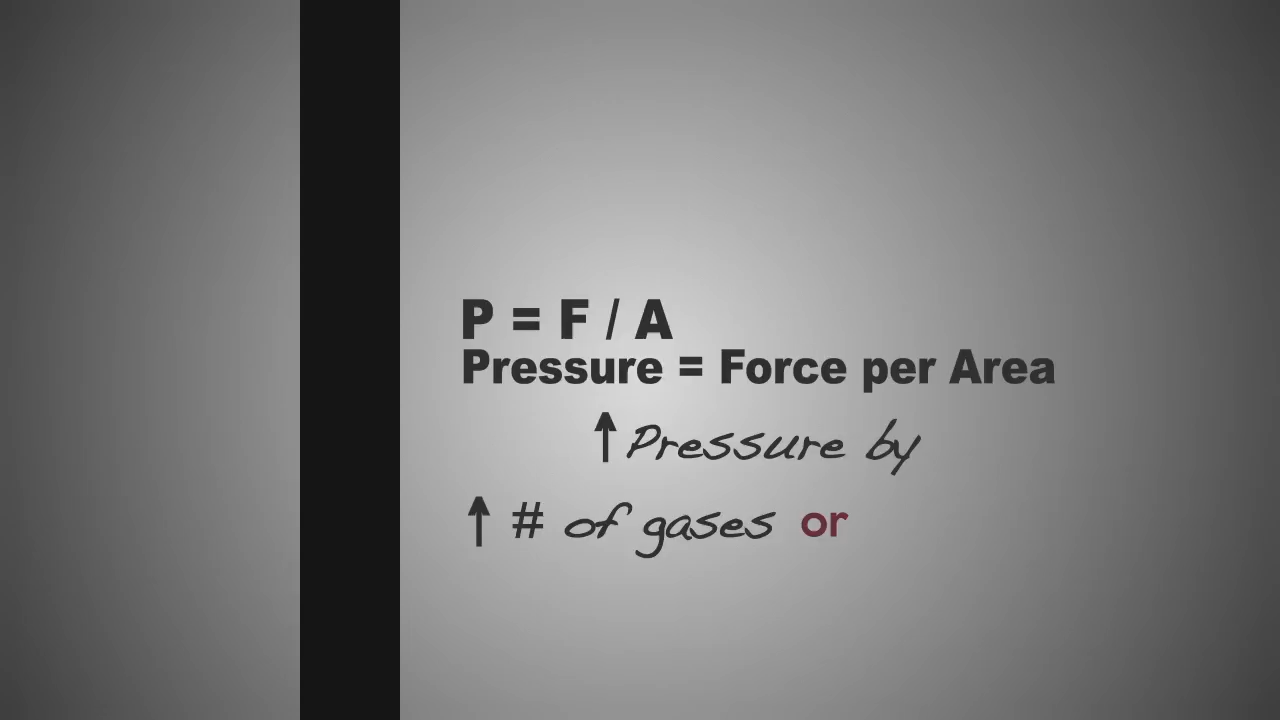 P = F / A
Pressure = Force per Area
↑ Pressure by
↑ # of gases or